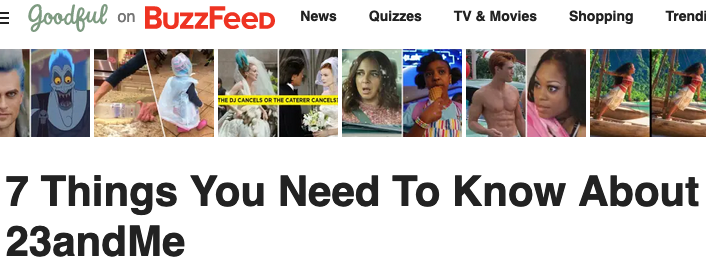 goodful on BuzzFeed News Quizzes TV & Movies Shopping Trendi
THE DJ CANCELS OR THE CATERER CANCELS!
7 Things You Need To Know About
23andMe